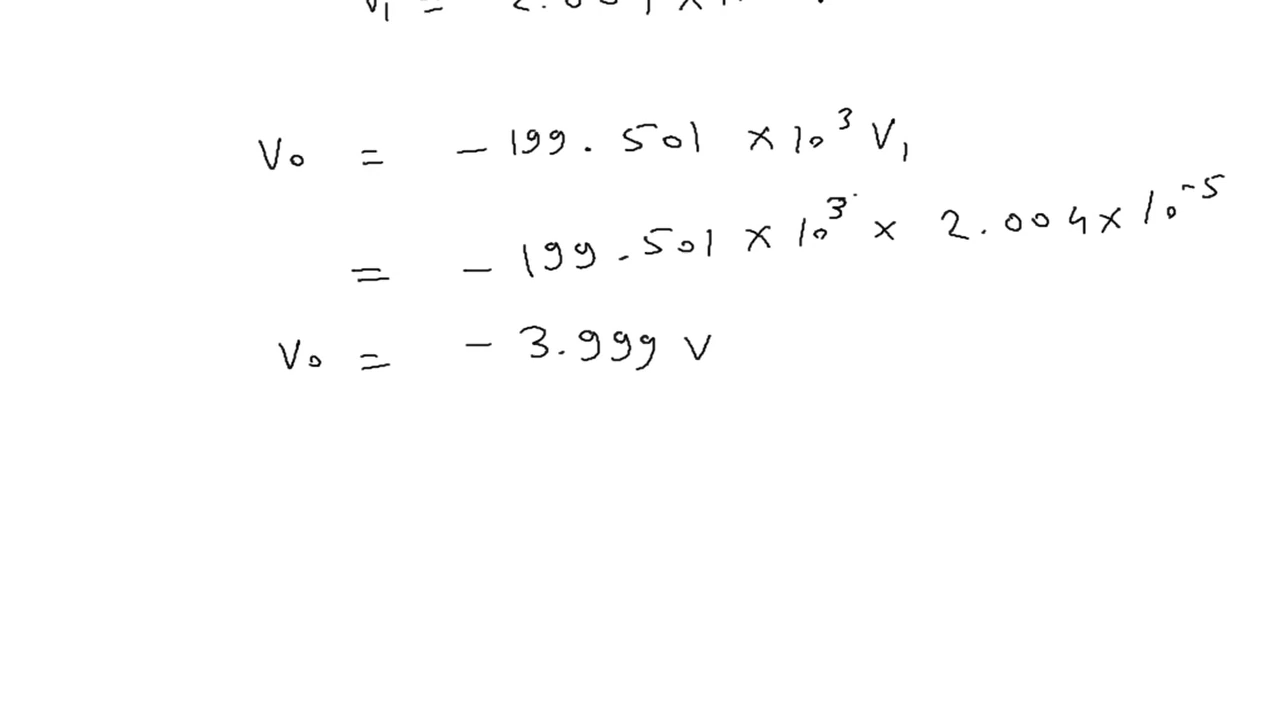 V₀ = - 199.501 × 10³ V₁
= - 199.501 × 10³ × 2.004 × 10⁻⁵
V₀ = - 3.999 V